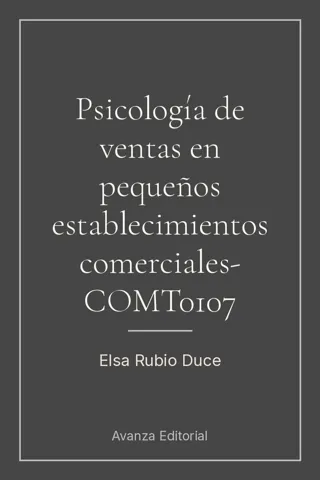 Psicología de
ventas en
pequeños
establecimientos
comerciales-
COMT0107
Elsa Rubio Duce
Avanza Editorial